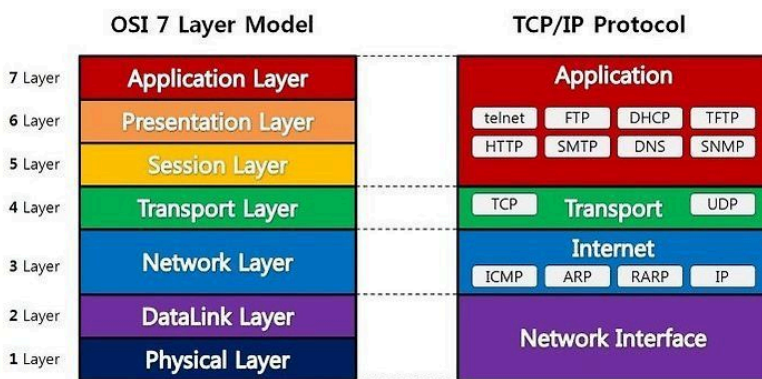 OSI 7 Layer Model
TCP/IP Protocol
7 Layer
Application Layer
6 Layer
Presentation Layer
5 Layer
Session Layer
4 Layer
Transport Layer
3 Layer
Network Layer
2 Layer
DataLink Layer
1 Layer
Physical Layer
Application
telnet FTP DHCP TFTP
HTTP SMTP DNS SNMP
TCP Transport UDP
Internet
ICMP ARP RARP IP
Network Interface